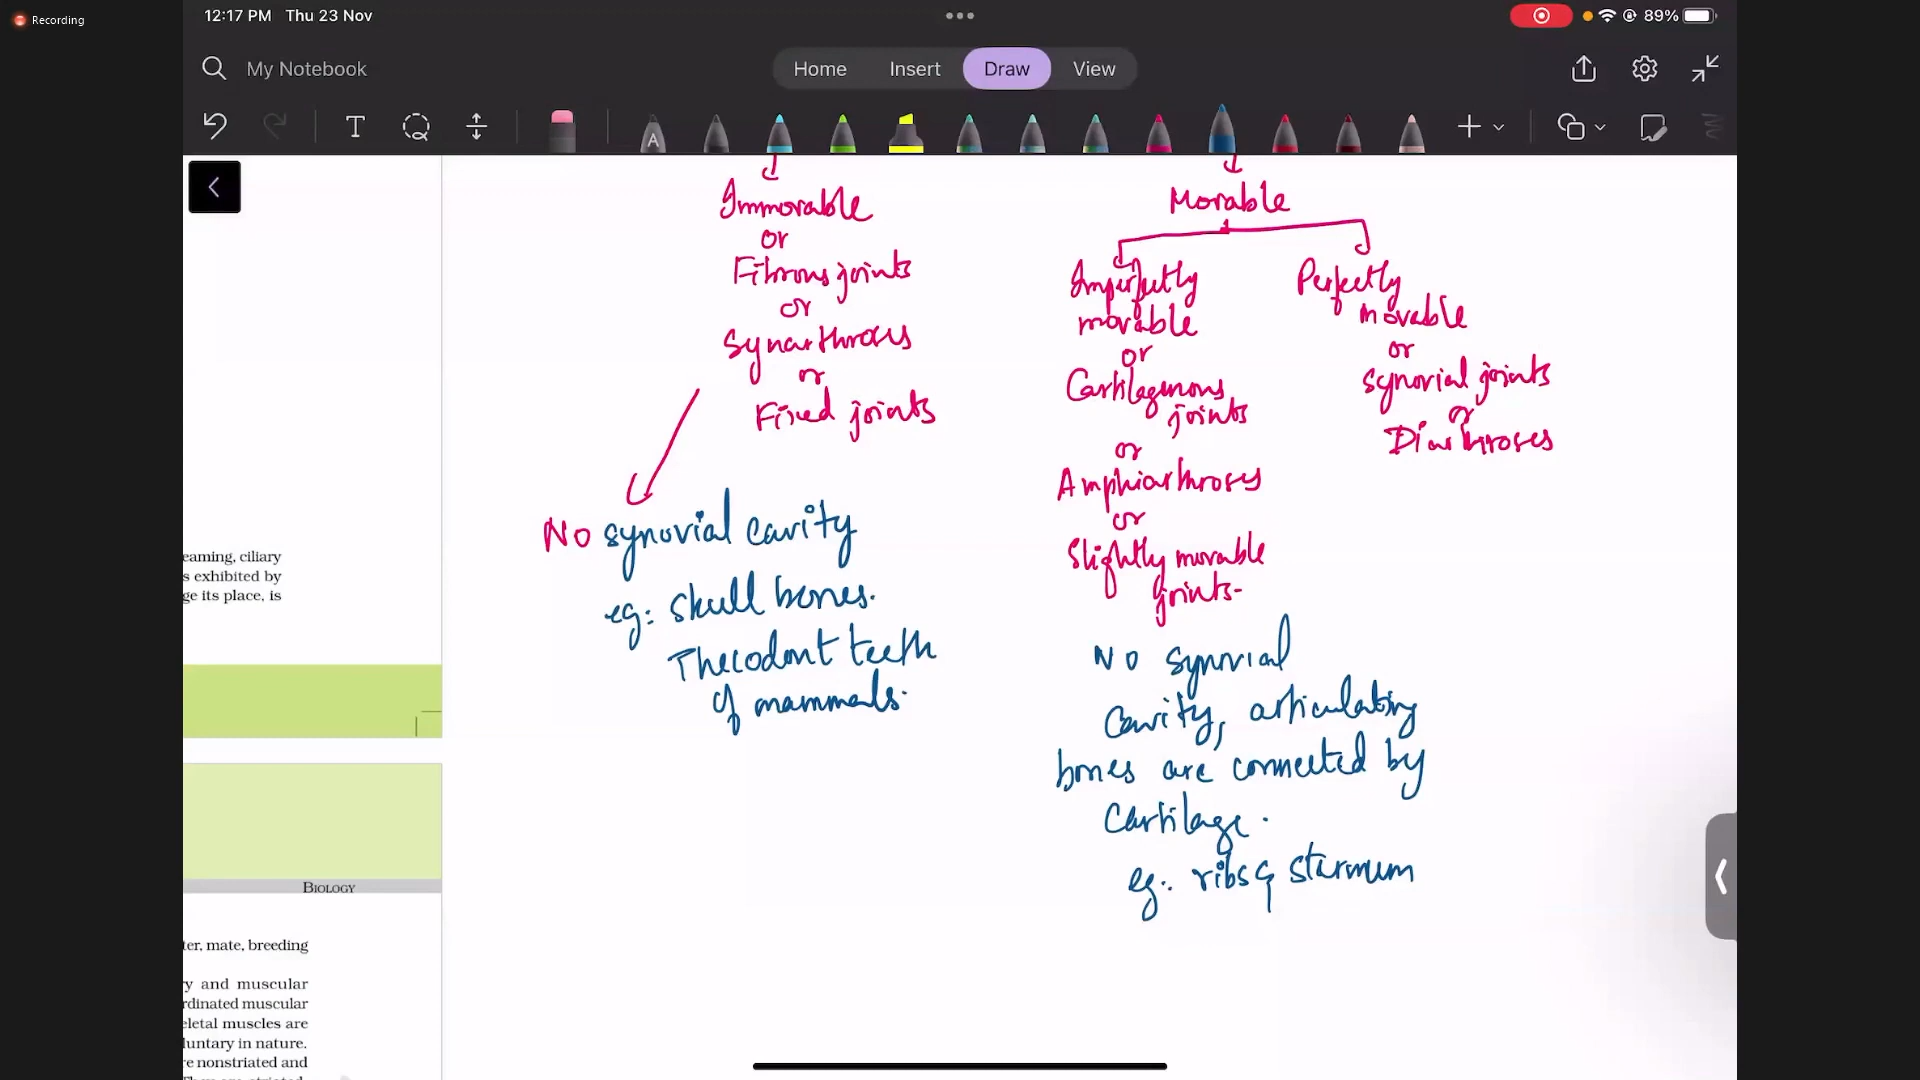 Recording
12:17 PM Thu 23 Nov
89%
My Notebook
Home Insert Draw View
T
A
Immovable
or
Fibrous joints
or
Synarthroses
or
Fixed joints
No synovial cavity
eg: skull bones.
Thecodont teeth
of mammals.
Movable
Imperfectly
movable
or
Cartilagenous
joints
or
Amphiarthroses
or
Slightly movable
joints-
No synovial
cavity, articulating
bones are connected by
Cartilage.
eg:. ribs &
Perfectly
movable
or
synovial joints
or
Diarthroses
eaming, ciliary
s exhibited by
ge its place, is
BIOLOGY
ter, mate, breeding
ry and muscular
rdinated muscular
eletal muscles are
luntary in nature.
re nonstriated and